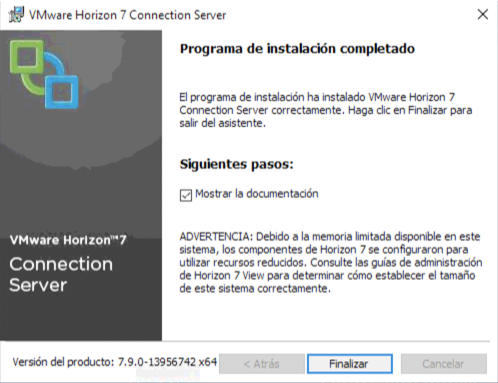 VMware Horizon 7 Connection Server
Programa de instalación completado
El programa de instalación ha instalado VMware Horizon 7
Connection Server correctamente. Haga clic en Finalizar para
salir del asistente.
Siguientes pasos:
Mostrar la documentación
ADVERTENCIA: Debido a la memoria limitada disponible en este
sistema, los componentes de Horizon 7 se configuraron para
utilizar recursos reducidos. Consulte las guías de administración
de Horizon 7 View para determinar cómo establecer el tamaño
de este sistema correctamente.
VMware Horizon™7
Connection
Server
Versión del producto: 7.9.0-13956742 x64
< Atrás
Finalizar
Cancelar